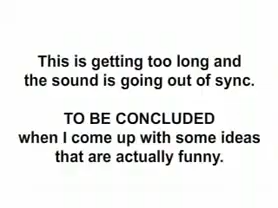 This is getting too long and
the sound is going out of sync.
TO BE CONCLUDED
when I come up with some ideas
that are actually funny.